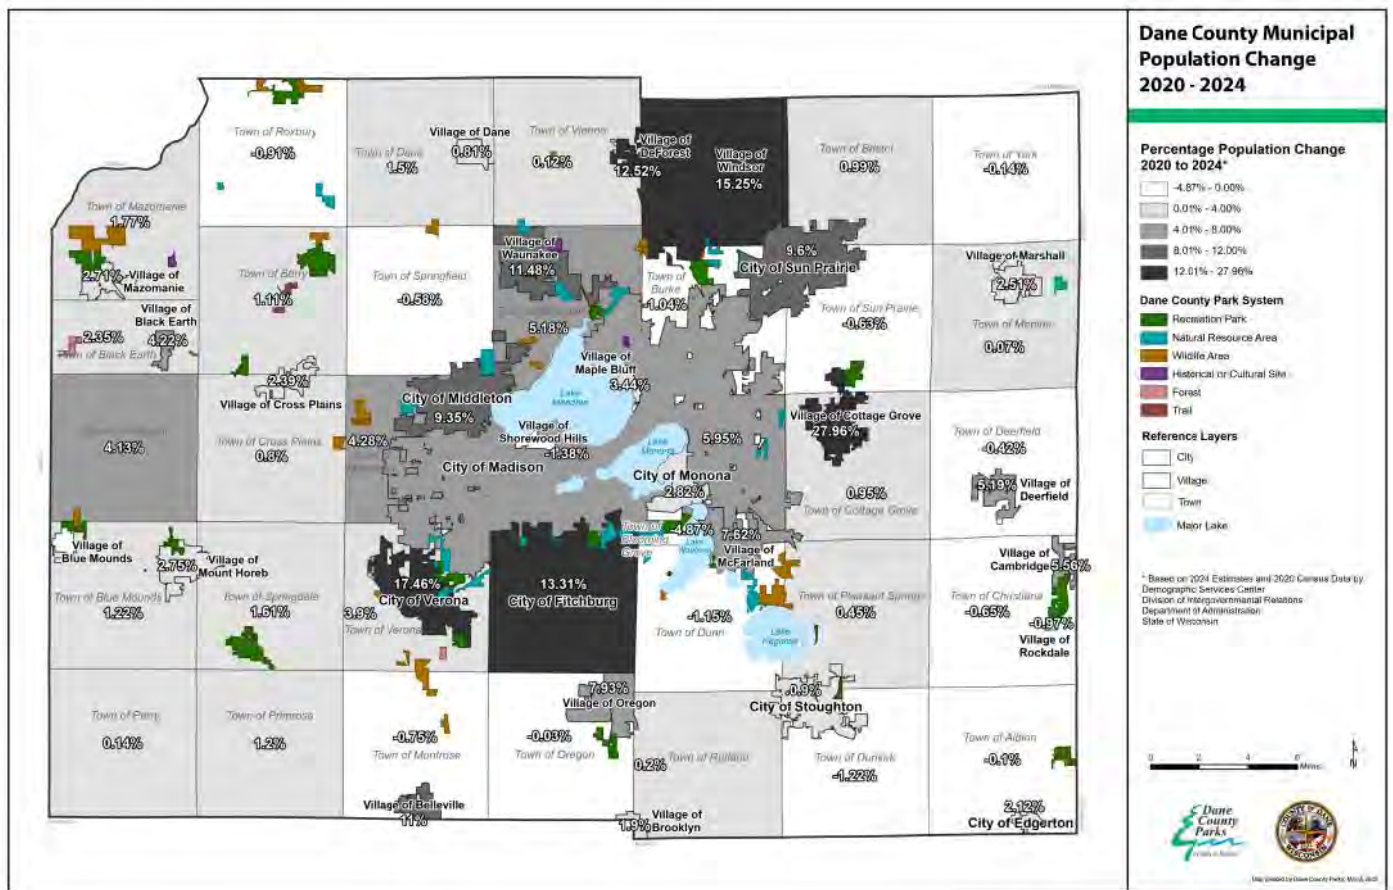 Dane County Municipal
Population Change
2020 - 2024
Percentage Population Change
2020 to 2024*
-4.87% - 0.00%
0.01% - 4.00%
4.01% - 8.00%
8.01% - 12.00%
12.01% - 27.96%
Dane County Park System
Recreation Park
Natural Resource Area
Wildlife Area
Historical or Cultural Site
Forest
Trail
Reference Layers
City
Village
Town
Major Lake
* Based on 2024 Estimates and 2020 Census Data by
Demographic Services Center
Division of Intergovernmental Relations
Department of Administration
State of Wisconsin
0 2 4 6
Miles
N
Dane
County
Parks
COUNTY OF DANE
WISCONSIN
Map created by Dane County Parks, March, 2025
Town of Roxbury
-0.91%
Town of Dane
1.5%
Village of Dane
0.81%
Town of Vienna
0.12%
Village of
DeForest
12.52%
Village of
Windsor
15.25%
Town of Bristol
0.99%
Town of York
-0.14%
Town of Mazomanie
1.77%
2.71%
Village of
Mazomanie
Village of
Black Earth
4.22%
2.35%
Town of Black Earth
Town of Berry
1.11%
Town of Springfield
-0.58%
Village of
Waunakee
11.48%
5.18%
Town of
Burke
-1.04%
9.6%
City of Sun Prairie
Town of Sun Prairie
-0.63%
Village of Marshall
2.51%
Town of Medina
0.07%
Village of
Maple Bluff
3.44%
Lake
Mendota
2.39%
Village of Cross Plains
City of Middleton
9.35%
Village of
Shorewood Hills
-1.38%
4.13%
Town of Cross Plains
0.8%
4.28%
City of Madison
5.95%
Lake
Monona
City of Monona
2.82%
Village of Cottage Grove
27.96%
0.95%
Town of Cottage Grove
Town of Deerfield
-0.42%
5.19%
Village of
Deerfield
Village of
Blue Mounds
Town of Blue Mounds
1.22%
2.75%
Village of
Mount Horeb
Town of Springdale
1.61%
17.46%
City of Verona
3.9%
Town of Verona
13.31%
City of Fitchburg
Town of
Blooming
Grove
-4.87%
Lake
Waubesa
7.62%
Village of
McFarland
-1.15%
Town of Dunn
Lake
Kegonsa
Town of Pleasant Springs
0.45%
Town of Christiana
-0.65%
Village of
Cambridge
5.56%
-0.97%
Village of
Rockdale
Town of Perry
0.14%
Town of Primrose
1.2%
-0.75%
Town of Montrose
Village of Belleville
11%
7.93%
Village of Oregon
-0.03%
Town of Oregon
0.2%
Town of Rutland
1.9%
Village of
Brooklyn
-0.9%
City of Stoughton
Town of Dunkirk
-1.22%
Town of Albion
-0.1%
2.12%
City of Edgerton